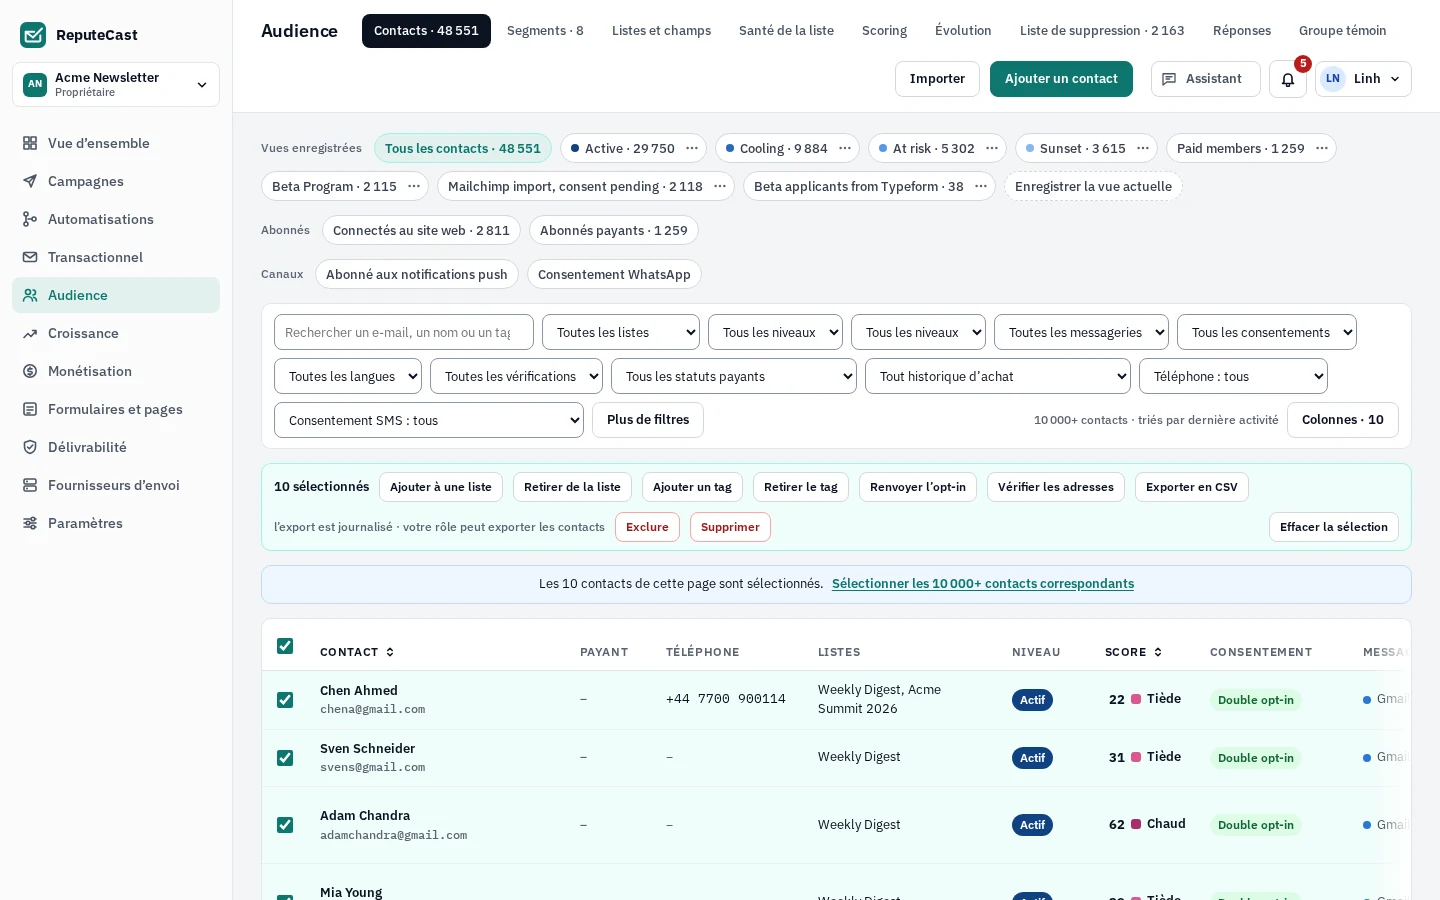 ReputeCast
AN
Acme Newsletter
Propriétaire
Vue d’ensemble
Campagnes
Automatisations
Transactionnel
Audience
Croissance
Monétisation
Formulaires et pages
Délivrabilité
Fournisseurs d’envoi
Paramètres
Audience
Contacts · 48 551
Segments · 8
Listes et champs
Santé de la liste
Scoring
Évolution
Liste de suppression · 2 163
Réponses
Groupe témoin
Importer
Ajouter un contact
Assistant
5
LN
Linh
Vues enregistrées
Tous les contacts · 48 551
Active · 29 750 ···
Cooling · 9 884 ···
At risk · 5 302 ···
Sunset · 3 615 ···
Paid members · 1 259 ···
Beta Program · 2 115 ···
Mailchimp import, consent pending · 2 118 ···
Beta applicants from Typeform · 38 ···
Enregistrer la vue actuelle
Abonnés
Connectés au site web · 2 811
Abonnés payants · 1 259
Canaux
Abonné aux notifications push
Consentement WhatsApp
Rechercher un e-mail, un nom ou un tag
Toutes les listes
Tous les niveaux
Tous les niveaux
Toutes les messageries
Tous les consentements
Toutes les langues
Toutes les vérifications
Tous les statuts payants
Tout historique d’achat
Téléphone : tous
Consentement SMS : tous
Plus de filtres
10 000+ contacts · triés par dernière activité
Colonnes · 10
10 sélectionnés
Ajouter à une liste
Retirer de la liste
Ajouter un tag
Retirer le tag
Renvoyer l’opt-in
Vérifier les adresses
Exporter en CSV
l’export est journalisé · votre rôle peut exporter les contacts
Exclure
Supprimer
Effacer la sélection
Les 10 contacts de cette page sont sélectionnés. Sélectionner les 10 000+ contacts correspondants
CONTACT
PAYANT
TÉLÉPHONE
LISTES
NIVEAU
SCORE
CONSENTEMENT
Chen Ahmed
chena@gmail.com
–
+44 7700 900114
Weekly Digest, Acme
Summit 2026
Actif
22
Tiède
Double opt-in
Gmail
Sven Schneider
svens@gmail.com
–
–
Weekly Digest
Actif
31
Tiède
Double opt-in
Gmail
Adam Chandra
adamchandra@gmail.com
–
–
Weekly Digest
Actif
62
Chaud
Double opt-in
Gmail
Mia Young